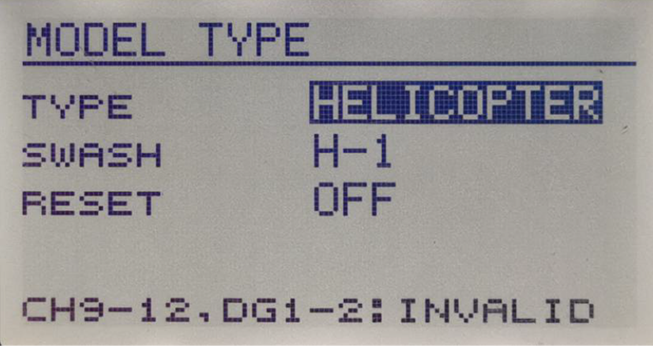 MODEL TYPE
TYPE HELICOPTER
SWASH H-1
RESET OFF
CH9-12,DG1-2:INVALID